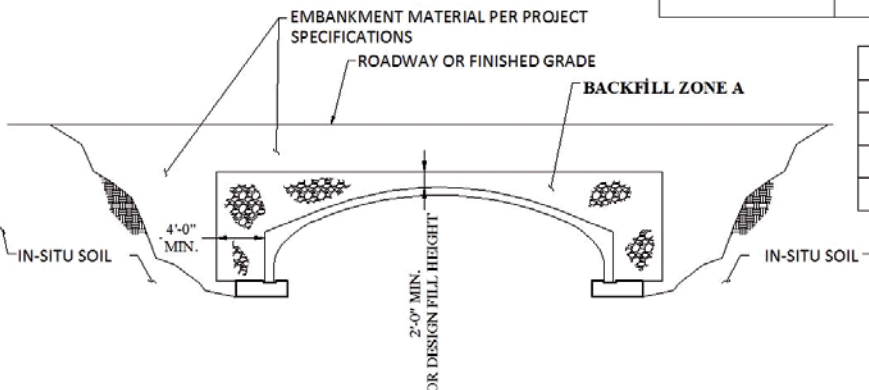 EMBANKMENT MATERIAL PER PROJECT
SPECIFICATIONS
ROADWAY OR FINISHED GRADE
BACKFİLL ZONE A
4'-0"
MIN.
IN-SITU SOIL
IN-SITU SOIL
2'-0" MIN.
OR DESIGN FILL HEIGHT